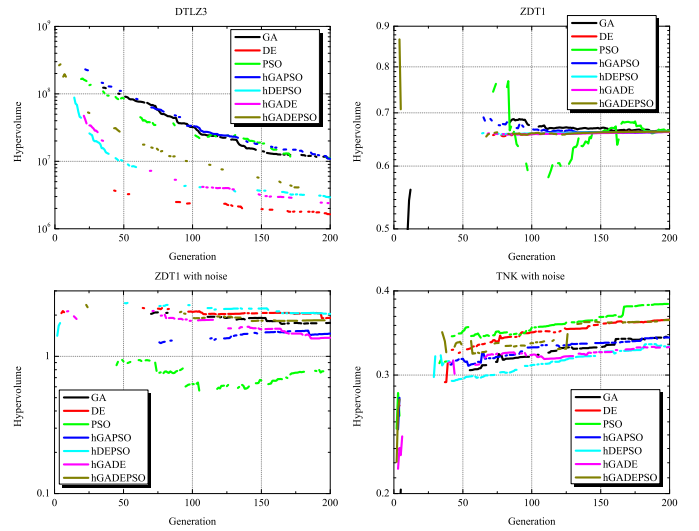 DTLZ3
10^9
10^8
10^7
10^6
0
50
100
150
200
Hypervolume
Generation
GA
DE
PSO
hGAPSO
hDEPSO
hGADE
hGADEPSO
ZDT1
0.9
0.8
0.7
0.6
0.5
0
50
100
150
200
Hypervolume
Generation
GA
DE
PSO
hGAPSO
hDEPSO
hGADE
hGADEPSO
ZDT1 with noise
1
0.1
0
50
100
150
200
Hypervolume
Generation
GA
DE
PSO
hGAPSO
hDEPSO
hGADE
hGADEPSO
TNK with noise
0.4
0.3
0.2
0
50
100
150
200
Hypervolume
Generation
GA
DE
PSO
hGAPSO
hDEPSO
hGADE
hGADEPSO